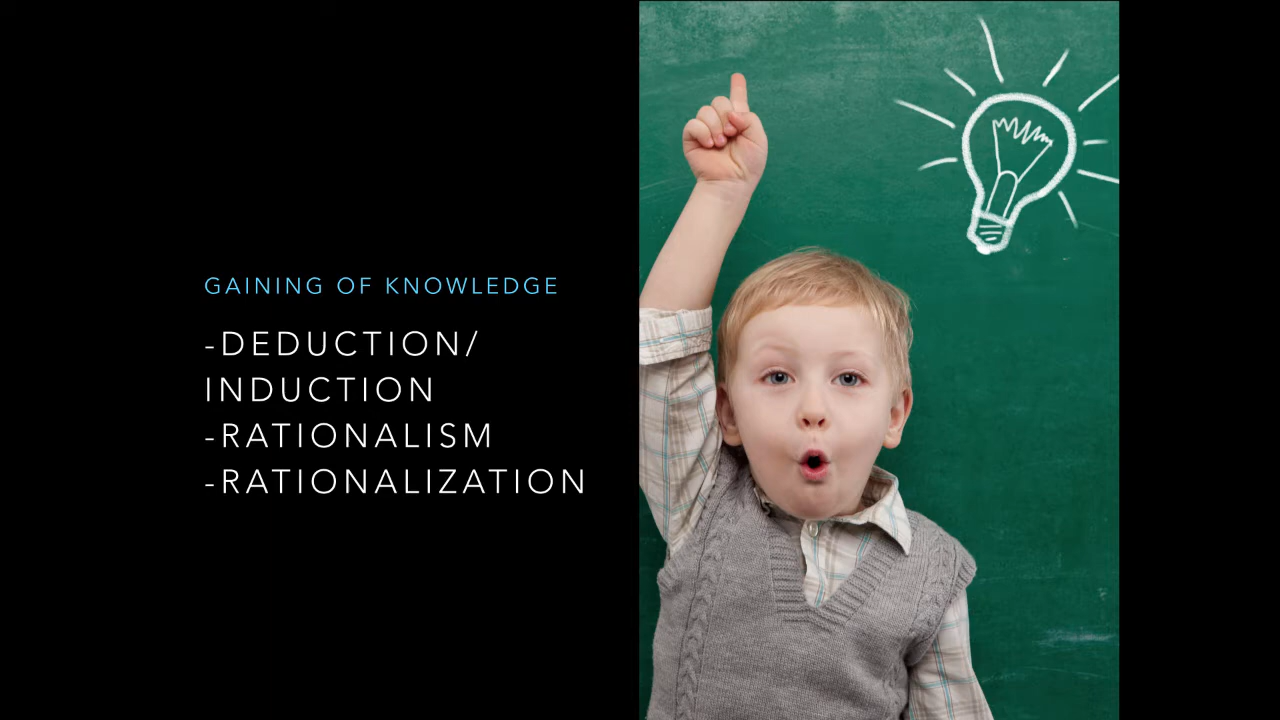 GAINING OF KNOWLEDGE
-DEDUCTION/
INDUCTION
-RATIONALISM
-RATIONALIZATION